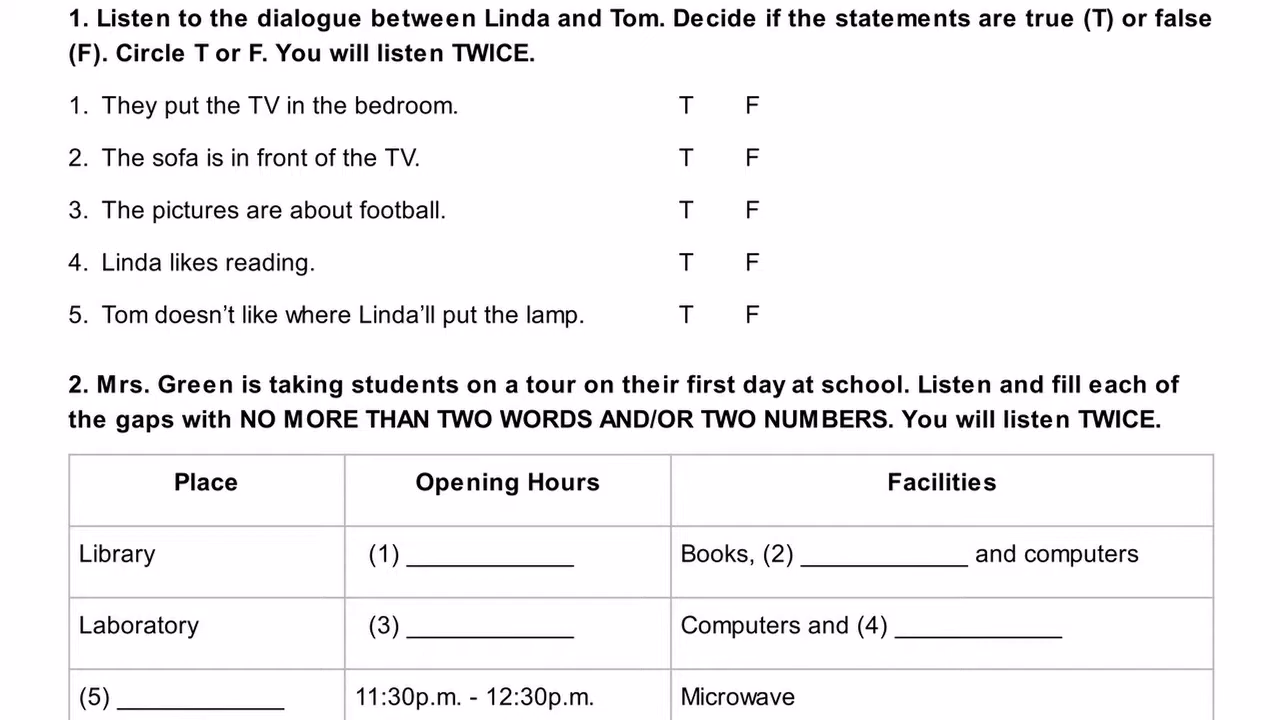 1. Listen to the dialogue between Linda and Tom. Decide if the statements are true (T) or false
(F). Circle T or F. You will listen TWICE.
1. They put the TV in the bedroom. T F
2. The sofa is in front of the TV. T F
3. The pictures are about football. T F
4. Linda likes reading. T F
5. Tom doesn’t like where Linda’ll put the lamp. T F
2. Mrs. Green is taking students on a tour on their first day at school. Listen and fill each of
the gaps with NO MORE THAN TWO WORDS AND/OR TWO NUMBERS. You will listen TWICE.
Place Opening Hours Facilities
Library (1) ____________ Books, (2) ____________ and computers
Laboratory (3) ____________ Computers and (4) ____________
(5) ____________ 11:30p.m. - 12:30p.m. Microwave